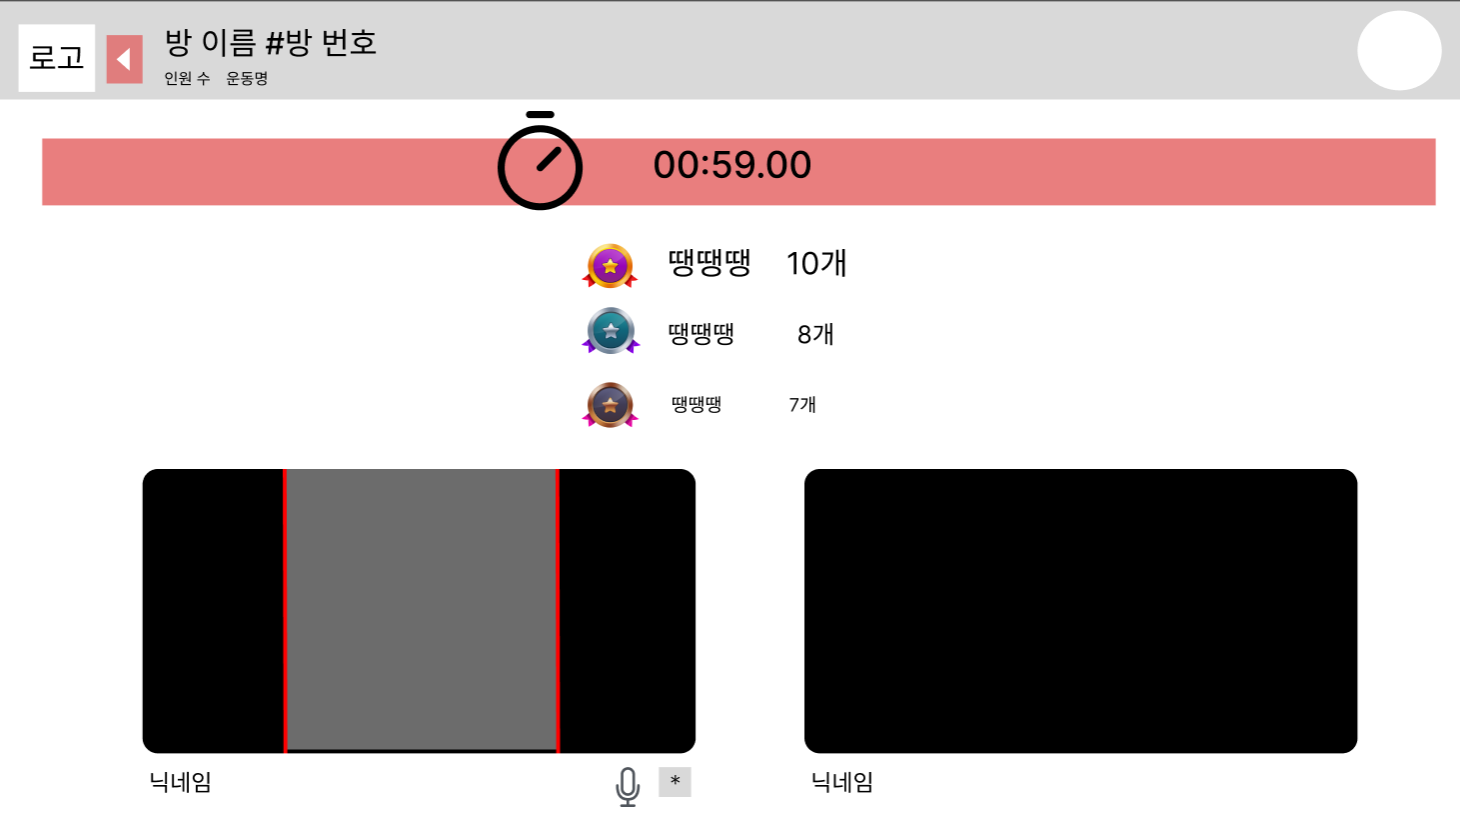 로고
방 이름 #방 번호
인원 수 운동명
00:59.00
땡땡땡 10개
땡땡땡 8개
땡땡땡 7개
닉네임 * 닉네임